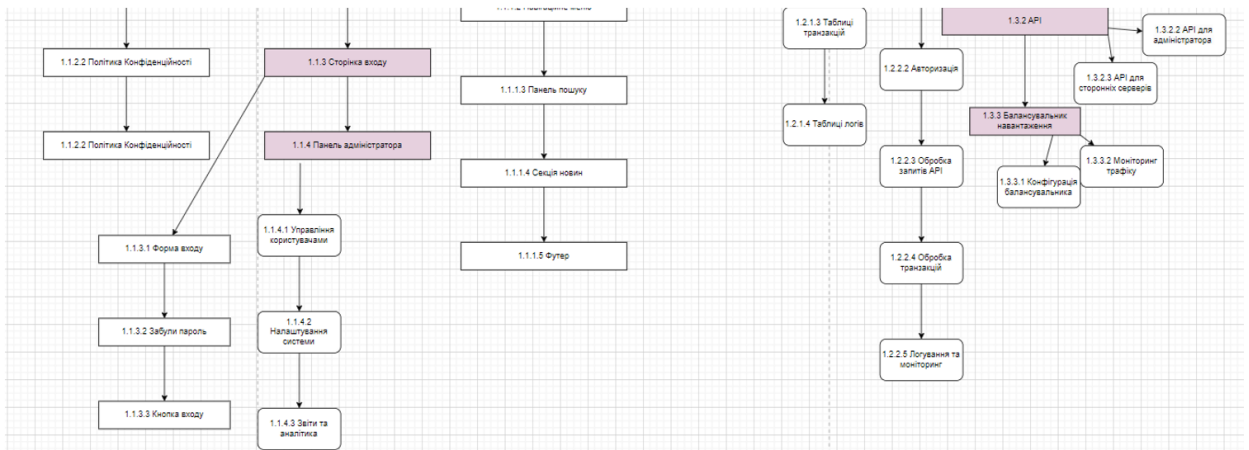 1.1.1.2 Навігаційне меню
1.2.1.3 Таблиці
транзакцій
1.3.2 API
1.3.2.2 API для
адміністратора
1.1.2.2 Політика Конфіденційності
1.1.3 Сторінка входу
1.2.2.2 Авторизація
1.3.2.3 API для
сторонніх серверів
1.1.1.3 Панель пошуку
1.2.1.4 Таблиці логів
1.3.3 Балансувальник
навантаження
1.2.2.2 Політика Конфіденційності
1.1.4 Панель адміністратора
1.2.2.3 Обробка
запитів API
1.3.3.2 Моніторинг
трафіку
1.1.1.4 Секція новин
1.3.3.1 Конфігурація
балансувальника
1.1.4.1 Управління
користувачами
1.1.3.1 Форма входу
1.1.1.5 Футер
1.2.2.4 Обробка
транзакцій
1.1.3.2 Забули пароль
1.1.4.2
Налаштування
системи
1.2.2.5 Логування та
моніторинг
1.1.3.3 Кнопка входу
1.1.4.3 Звіти та
аналітика